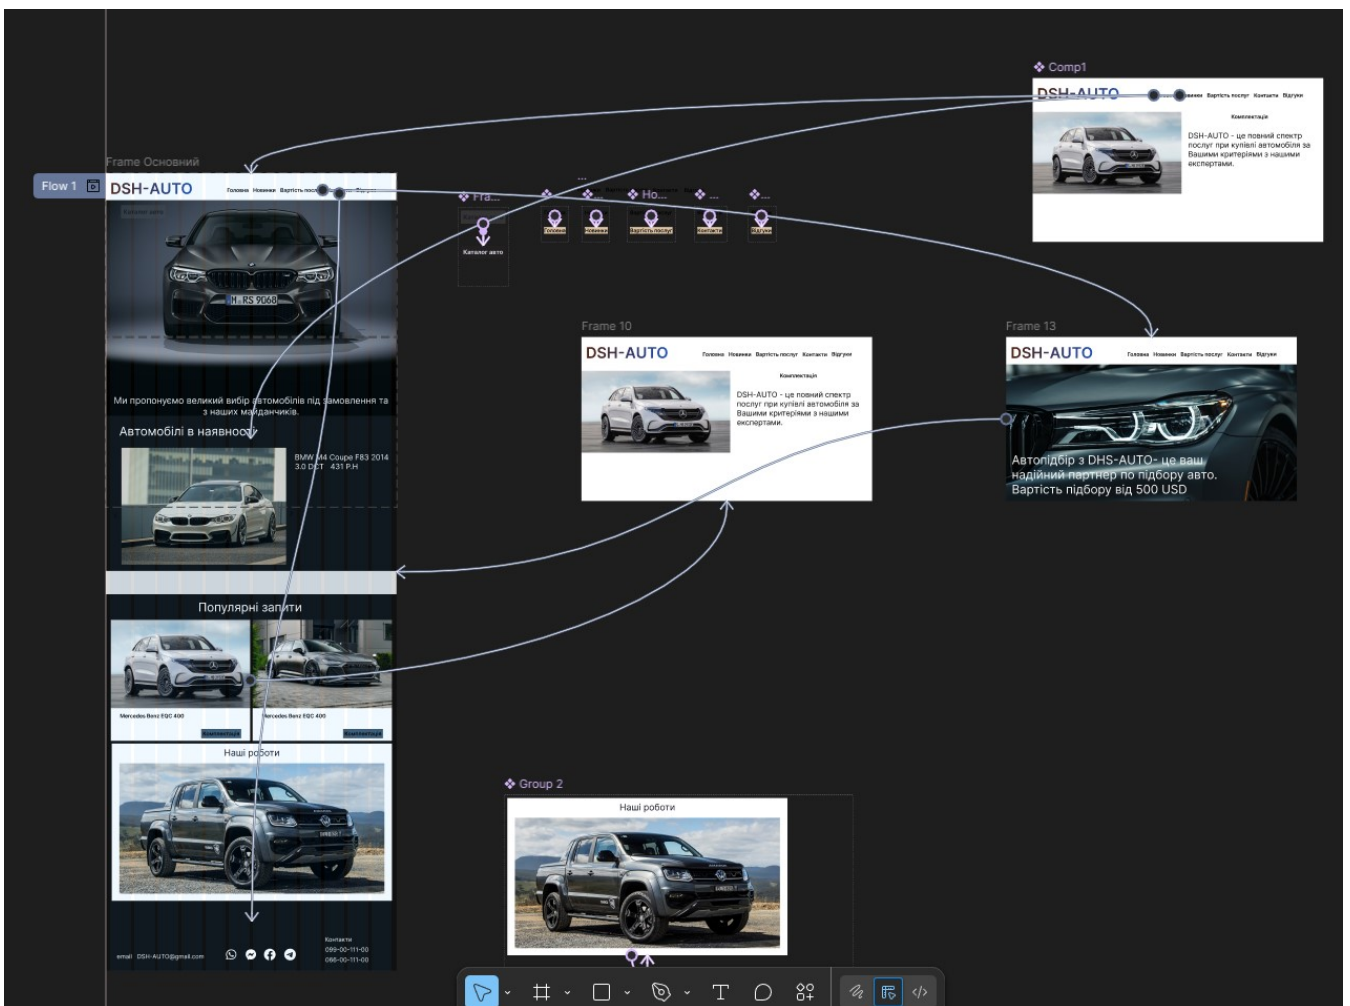 Comp1
DSH-AUTO
Вартість послуг Контакти Відгуки
Комплектація
DSH-AUTO - це повний спектр
послуг при купівлі автомобіля за
Вашими критеріями з нашими
експертами.
Frame Основний
Flow 1
DSH-AUTO
Головна Новинки Вартість
Каталог авто
H RS 9068
Ми пропонуємо великий вибір автомобілів під замовлення та
з наших майданчиків.
Автомобілі в наявності
BMW M4 Coupe F83 2014
3.0 DCT 431 P.H
Популярні запити
Mercedes Benz EQC 400
Mercedes Benz EQC 400
Комплектація
Комплектація
Наші роботи
Контакти
099-00-111-00
066-00-111-00
email DSH-AUTO@gmail.com
Fra...
...
...
Ho...
...
...
Каталог авто
Головна
Новинки
Вартість послуг
Контакти
Відгуки
Frame 10
DSH-AUTO
Головна Новинки Вартість послуг Контакти Відгуки
Комплектація
DSH-AUTO - це повний спектр
послуг при купівлі автомобіля за
Вашими критеріями з нашими
експертами.
Frame 13
DSH-AUTO
Головна Новинки Вартість послуг Контакти Відгуки
Автопідбір з DHS-AUTO- це ваш
надійний партнер по підбору авто.
Вартість підбору від 500 USD
Group 2
Наші роботи